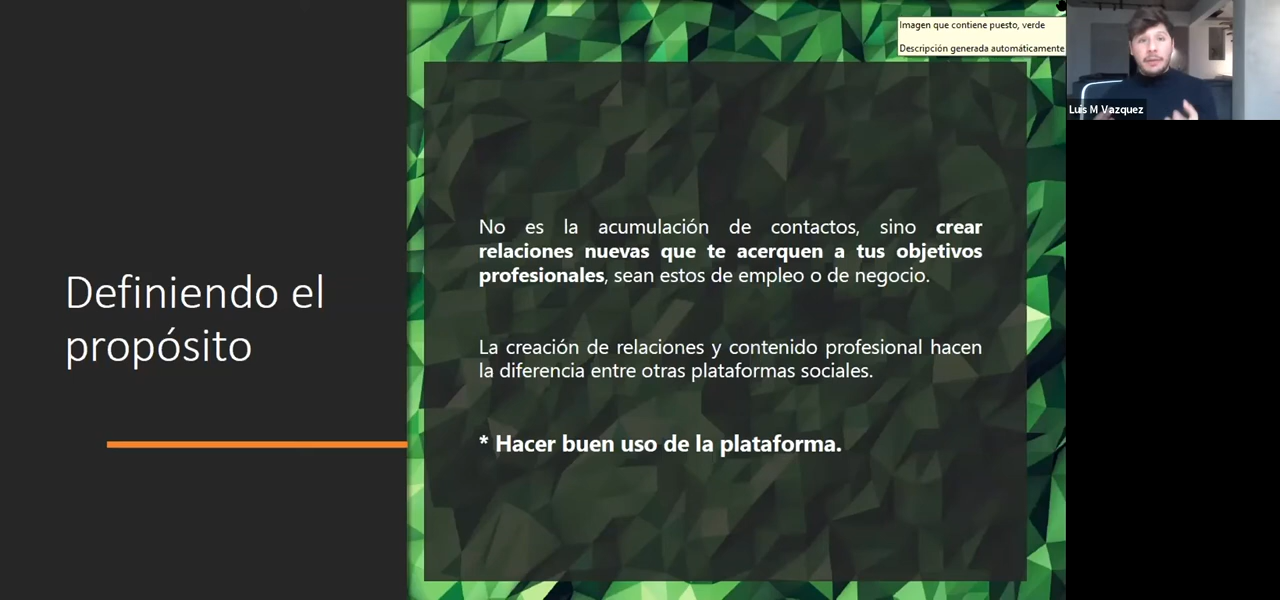 Definiendo el
propósito
Imagen que contiene puesto, verde
Descripción generada automáticamente
No es la acumulación de contactos, sino crear
relaciones nuevas que te acerquen a tus objetivos
profesionales, sean estos de empleo o de negocio.
La creación de relaciones y contenido profesional hacen
la diferencia entre otras plataformas sociales.
* Hacer buen uso de la plataforma.
Luis M Vazquez